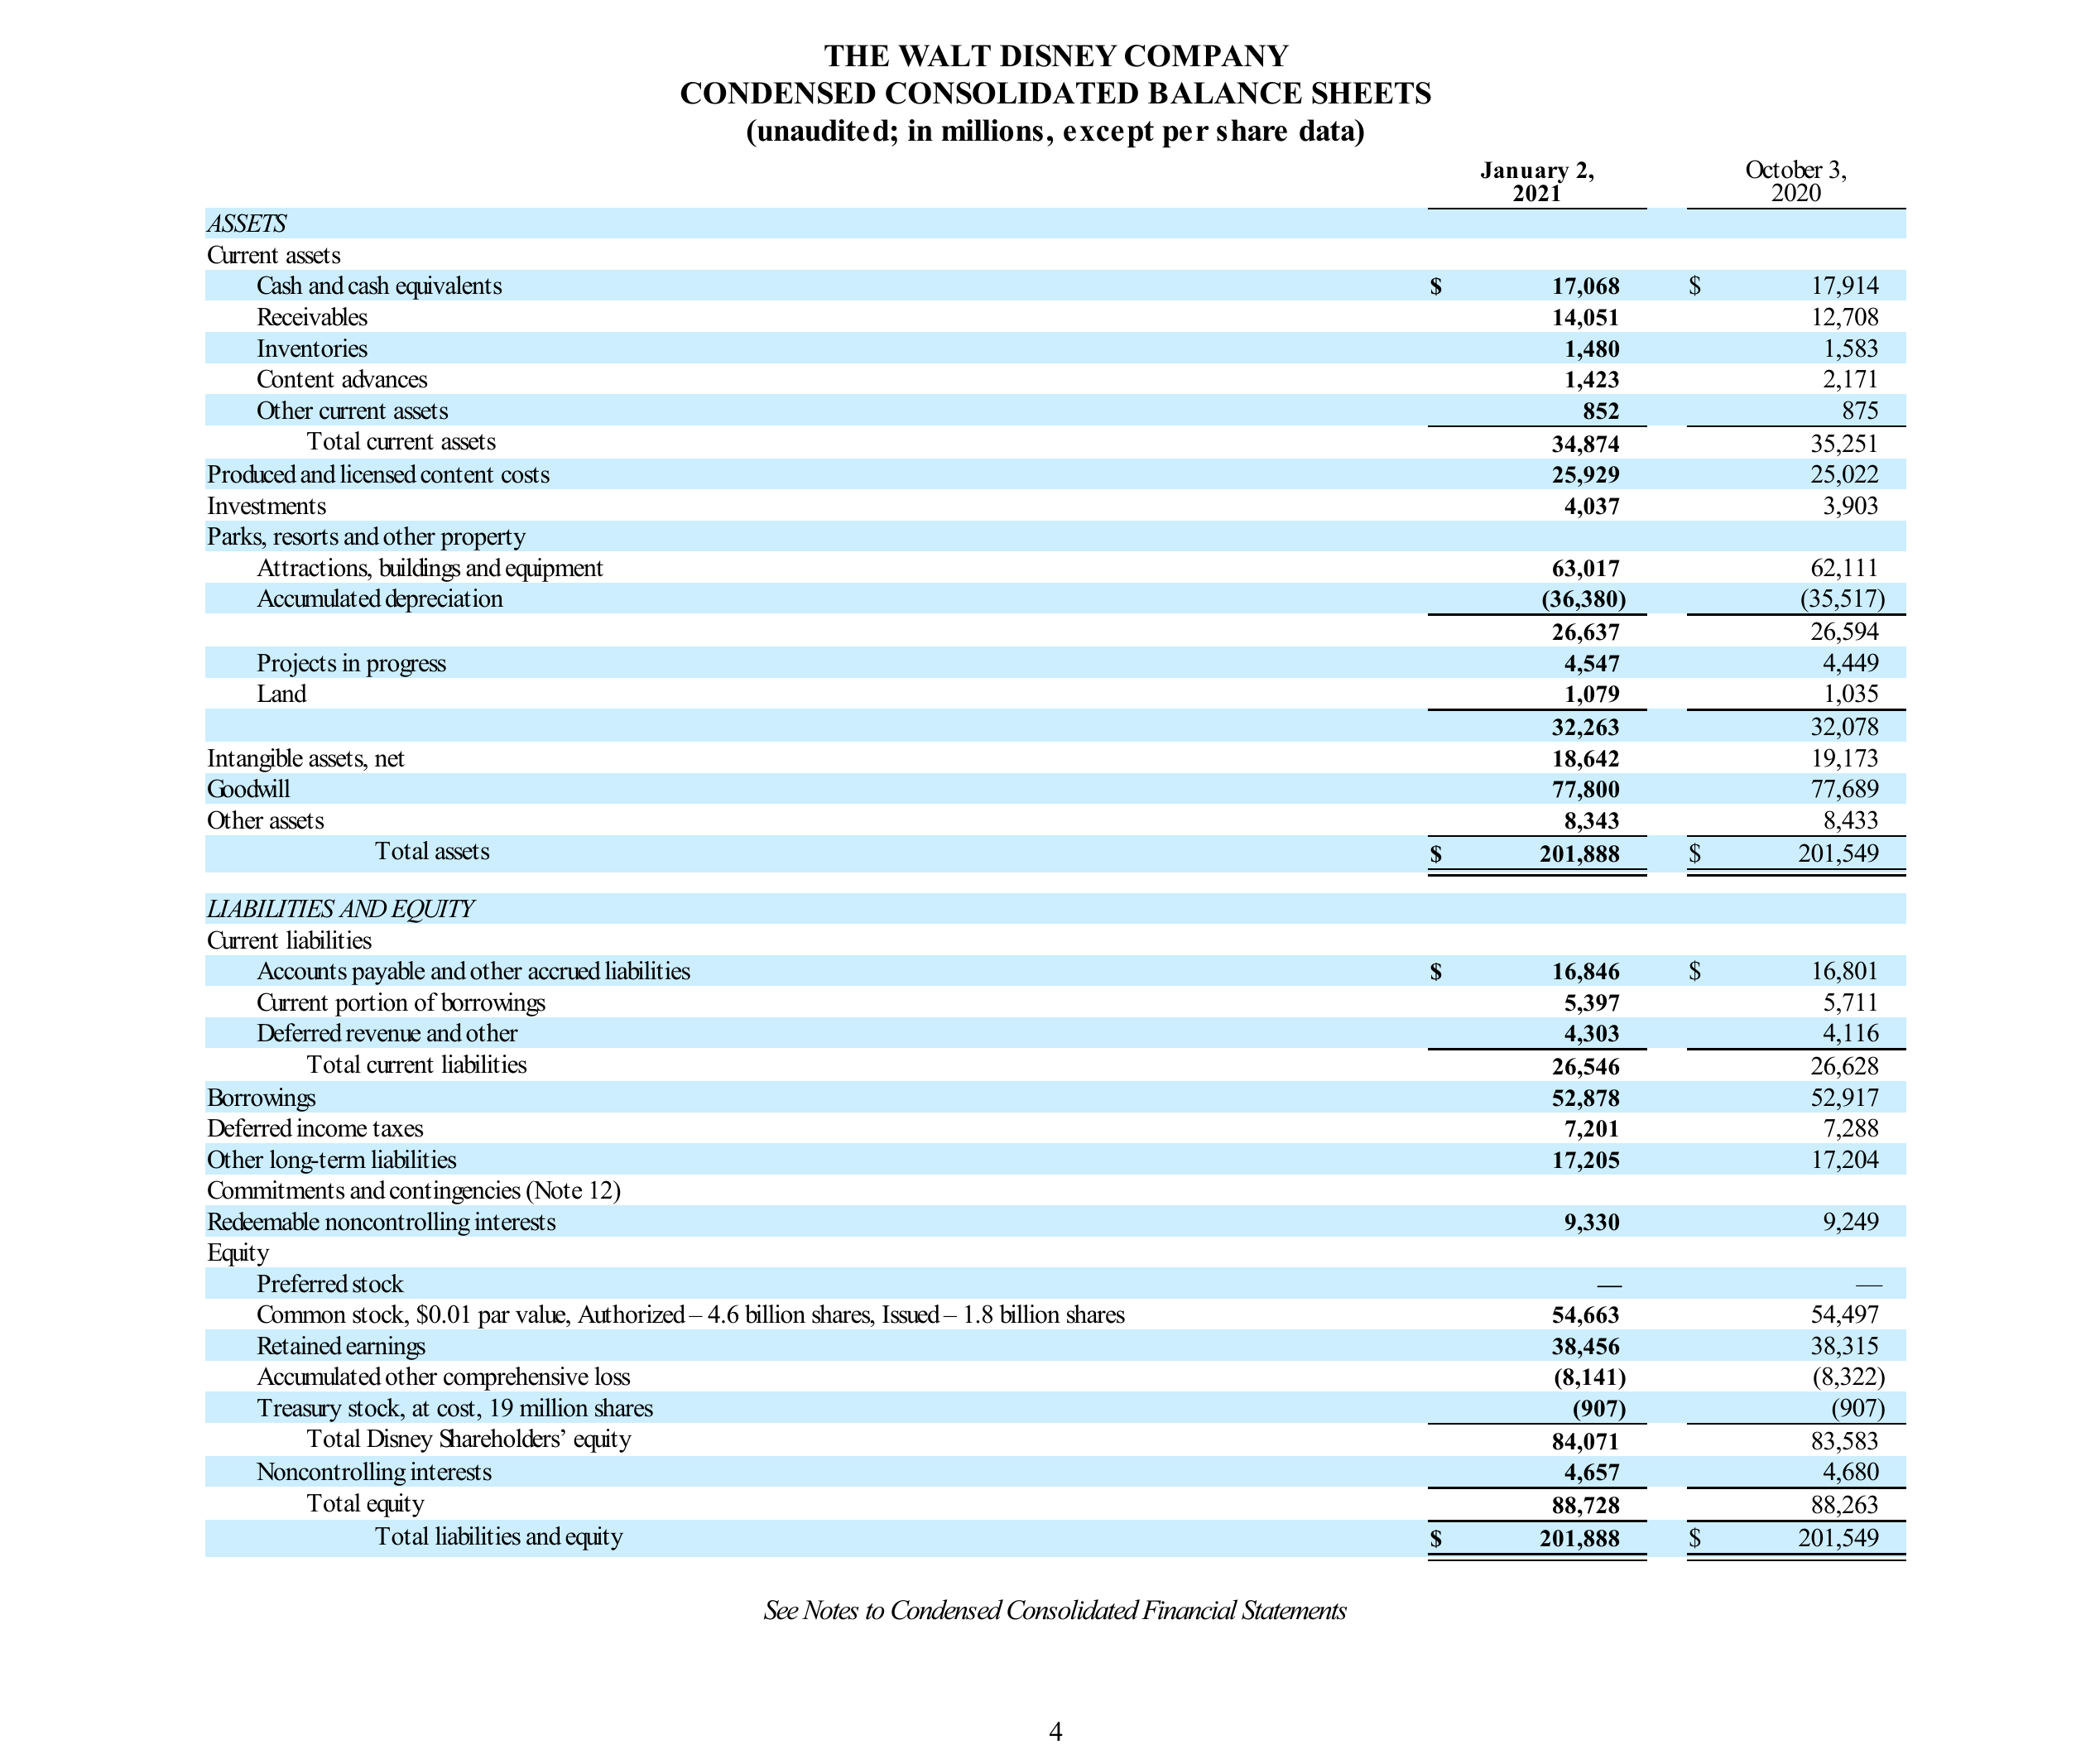 THE WALT DISNEY COMPANY
CONDENSED CONSOLIDATED BALANCE SHEETS
(unaudited; in millions, except per share data)
January 2, 2021 October 3, 2020
ASSETS
Current assets
Cash and cash equivalents $ 17,068 $ 17,914
Receivables 14,051 12,708
Inventories 1,480 1,583
Content advances 1,423 2,171
Other current assets 852 875
Total current assets 34,874 35,251
Produced and licensed content costs 25,929 25,022
Investments 4,037 3,903
Parks, resorts and other property
Attractions, buildings and equipment 63,017 62,111
Accumulated depreciation (36,380) (35,517)
26,637 26,594
Projects in progress 4,547 4,449
Land 1,079 1,035
32,263 32,078
Intangible assets, net 18,642 19,173
Goodwill 77,800 77,689
Other assets 8,343 8,433
Total assets $ 201,888 $ 201,549
LIABILITIES AND EQUITY
Current liabilities
Accounts payable and other accrued liabilities $ 16,846 $ 16,801
Current portion of borrowings 5,397 5,711
Deferred revenue and other 4,303 4,116
Total current liabilities 26,546 26,628
Borrowings 52,878 52,917
Deferred income taxes 7,201 7,288
Other long-term liabilities 17,205 17,204
Commitments and contingencies (Note 12)
Redeemable noncontrolling interests 9,330 9,249
Equity
Preferred stock — —
Common stock, $0.01 par value, Authorized – 4.6 billion shares, Issued – 1.8 billion shares 54,663 54,497
Retained earnings 38,456 38,315
Accumulated other comprehensive loss (8,141) (8,322)
Treasury stock, at cost, 19 million shares (907) (907)
Total Disney Shareholders’ equity 84,071 83,583
Noncontrolling interests 4,657 4,680
Total equity 88,728 88,263
Total liabilities and equity $ 201,888 $ 201,549
See Notes to Condensed Consolidated Financial Statements
4